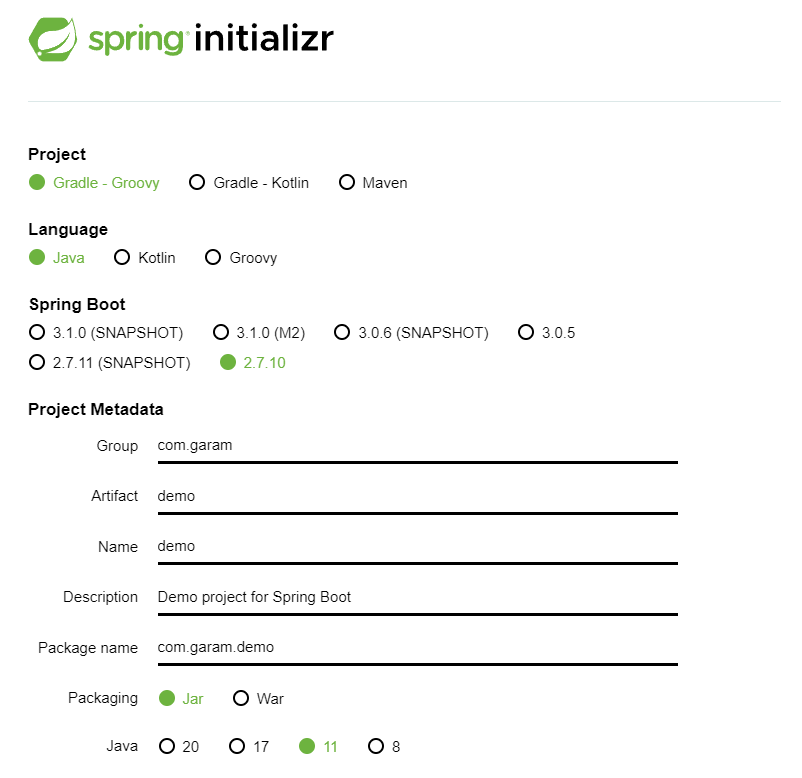 spring initializr
Project
Gradle - Groovy Gradle - Kotlin Maven
Language
Java Kotlin Groovy
Spring Boot
3.1.0 (SNAPSHOT) 3.1.0 (M2) 3.0.6 (SNAPSHOT) 3.0.5
2.7.11 (SNAPSHOT) 2.7.10
Project Metadata
Group com.garam
Artifact demo
Name demo
Description Demo project for Spring Boot
Package name com.garam.demo
Packaging Jar War
Java 20 17 11 8